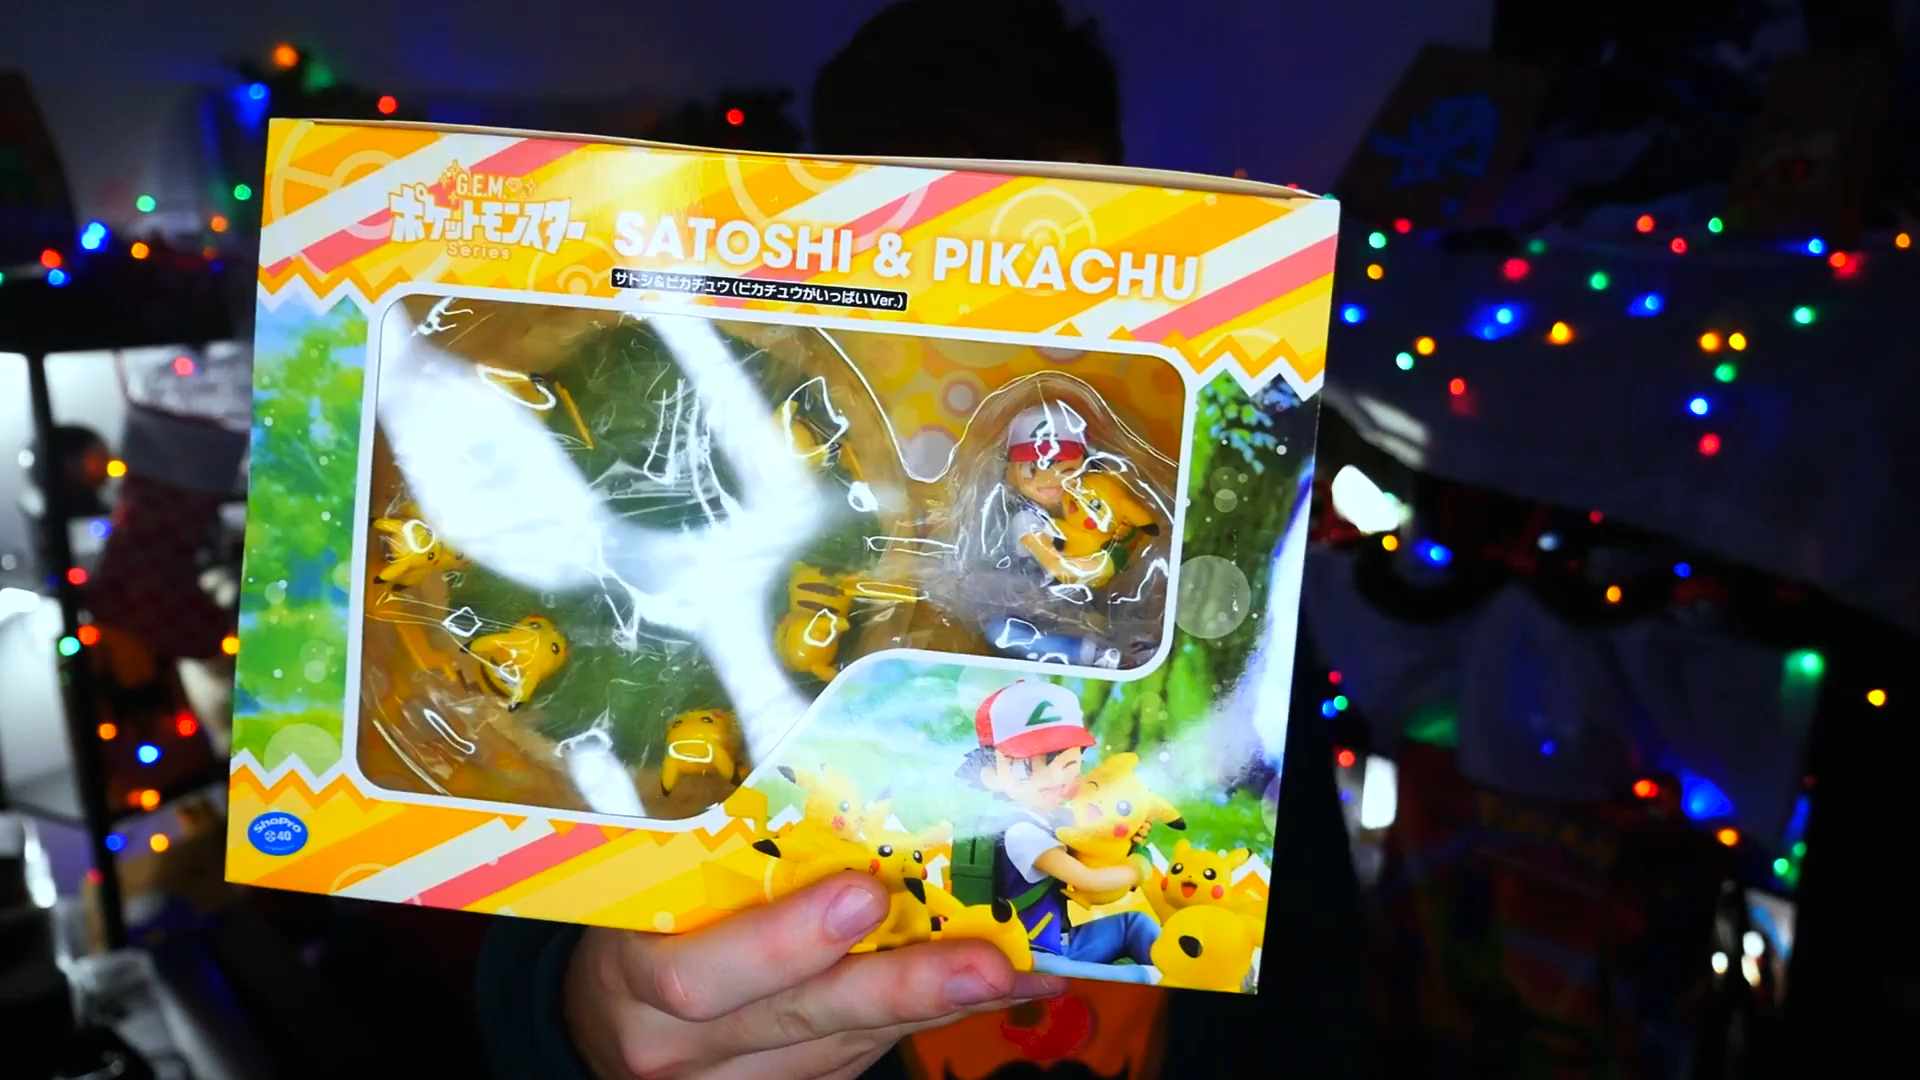 G.E.M.
ポケットモンスター
Series
SATOSHI & PIKACHU
サトシ&ピカチュウ(ピカチュウがいっぱいVer.)
ShoPro
40